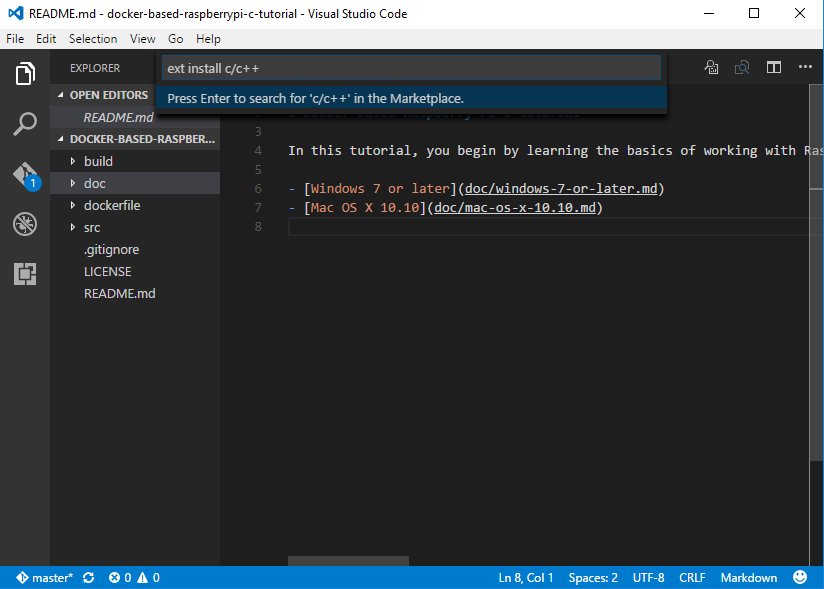 README.md - docker-based-raspberrypi-c-tutorial - Visual Studio Code
File Edit Selection View Go Help
EXPLORER
OPEN EDITORS
README.md
DOCKER-BASED-RASPBER...
build
doc
dockerfile
src
.gitignore
LICENSE
README.md
1
ext install c/c++
Press Enter to search for 'c/c++' in the Marketplace.
3
4 In this tutorial, you begin by learning the basics of working with Ras
5
6 - [Windows 7 or later](doc/windows-7-or-later.md)
7 - [Mac OS X 10.10](doc/mac-os-x-10.10.md)
8
master* 0 0 Ln 8, Col 1 Spaces: 2 UTF-8 CRLF Markdown